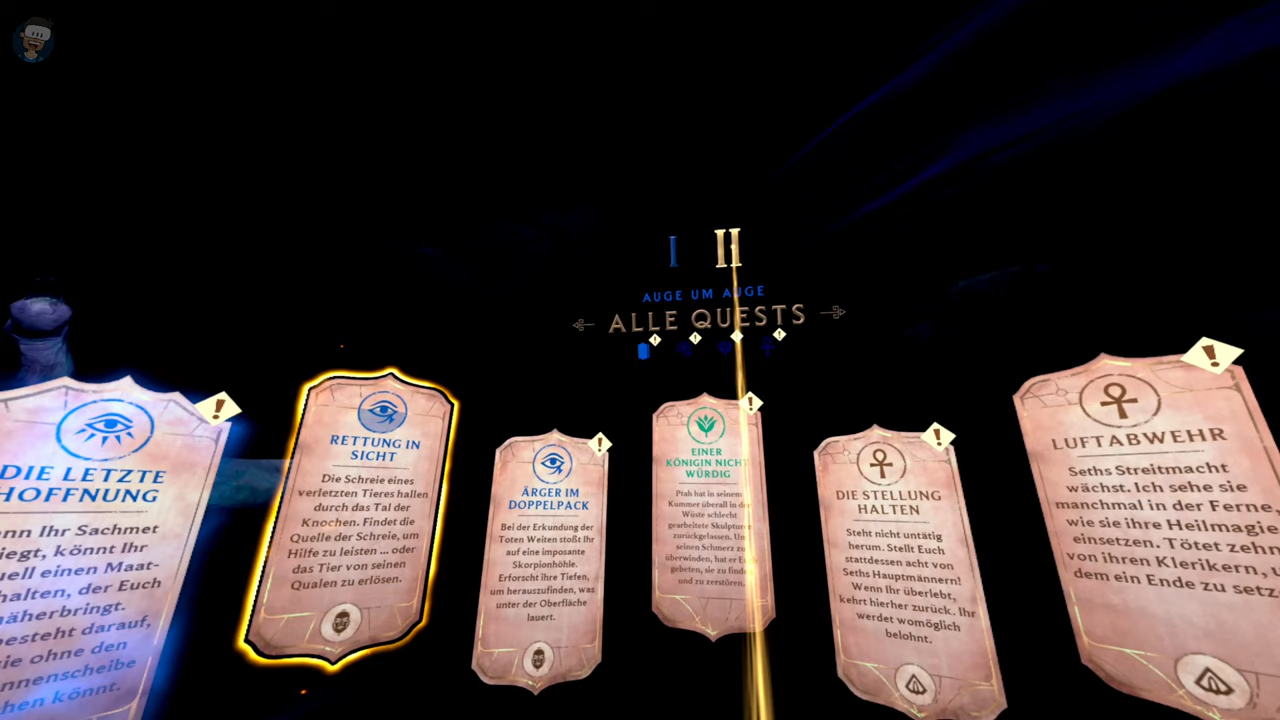 I II
AUGE UM AUGE
ALLE QUESTS
DIE LETZTE
HOFFNUNG
Ihr Sachmet
könnt Ihr
einen Maat-
der Euch
besteht darauf,
sie ohne den
könnt.
RETTUNG IN
SICHT
Die Schreie eines
verletzten Tieres hallen
durch das Tal der
Knochen. Findet die
Quelle der Schreie, um
Hilfe zu leisten ... oder
das Tier von seinen
Qualen zu erlösen.
ÄRGER IM
DOPPELPACK
Bei der Erkundung der
Toten Weiten stoßt Ihr
auf eine imposante
Skorpionhöhle.
Erforscht ihre Tiefen,
um herauszufinden, was
unter der Oberfläche
lauert.
EINER
KÖNIGIN NICHT
WÜRDIG
Ptah hat in seinem
Kummer überall in der
Wüste schlecht
gearbeitete Skulpturen
zurückgelassen. Um
seinen Schmerz zu
überwinden, hat er Euch
gebeten, sie zu finden
und zu zerstören.
DIE STELLUNG
HALTEN
Steht nicht untätig
herum. Stellt Euch
stattdessen acht von
Seths Hauptmännern!
Wenn Ihr überlebt,
kehrt hierher zurück. Ihr
werdet womöglich
belohnt.
LUFTABWEHR
Seths Streitmacht
wächst. Ich sehe sie
manchmal in der Ferne,
wie sie ihre Heilmagie
einsetzen. Tötet zehn
von ihren Klerikern, u
dem ein Ende zu setz